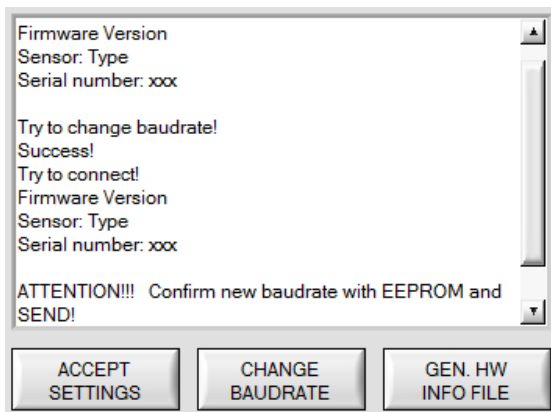 Firmware Version
Sensor: Type
Serial number: xxx
Try to change baudrate!
Success!
Try to connect!
Firmware Version
Sensor: Type
Serial number: xxx
ATTENTION!!!   Confirm new baudrate with EEPROM and
SEND!
ACCEPT
SETTINGS
CHANGE
BAUDRATE
GEN. HW
INFO FILE